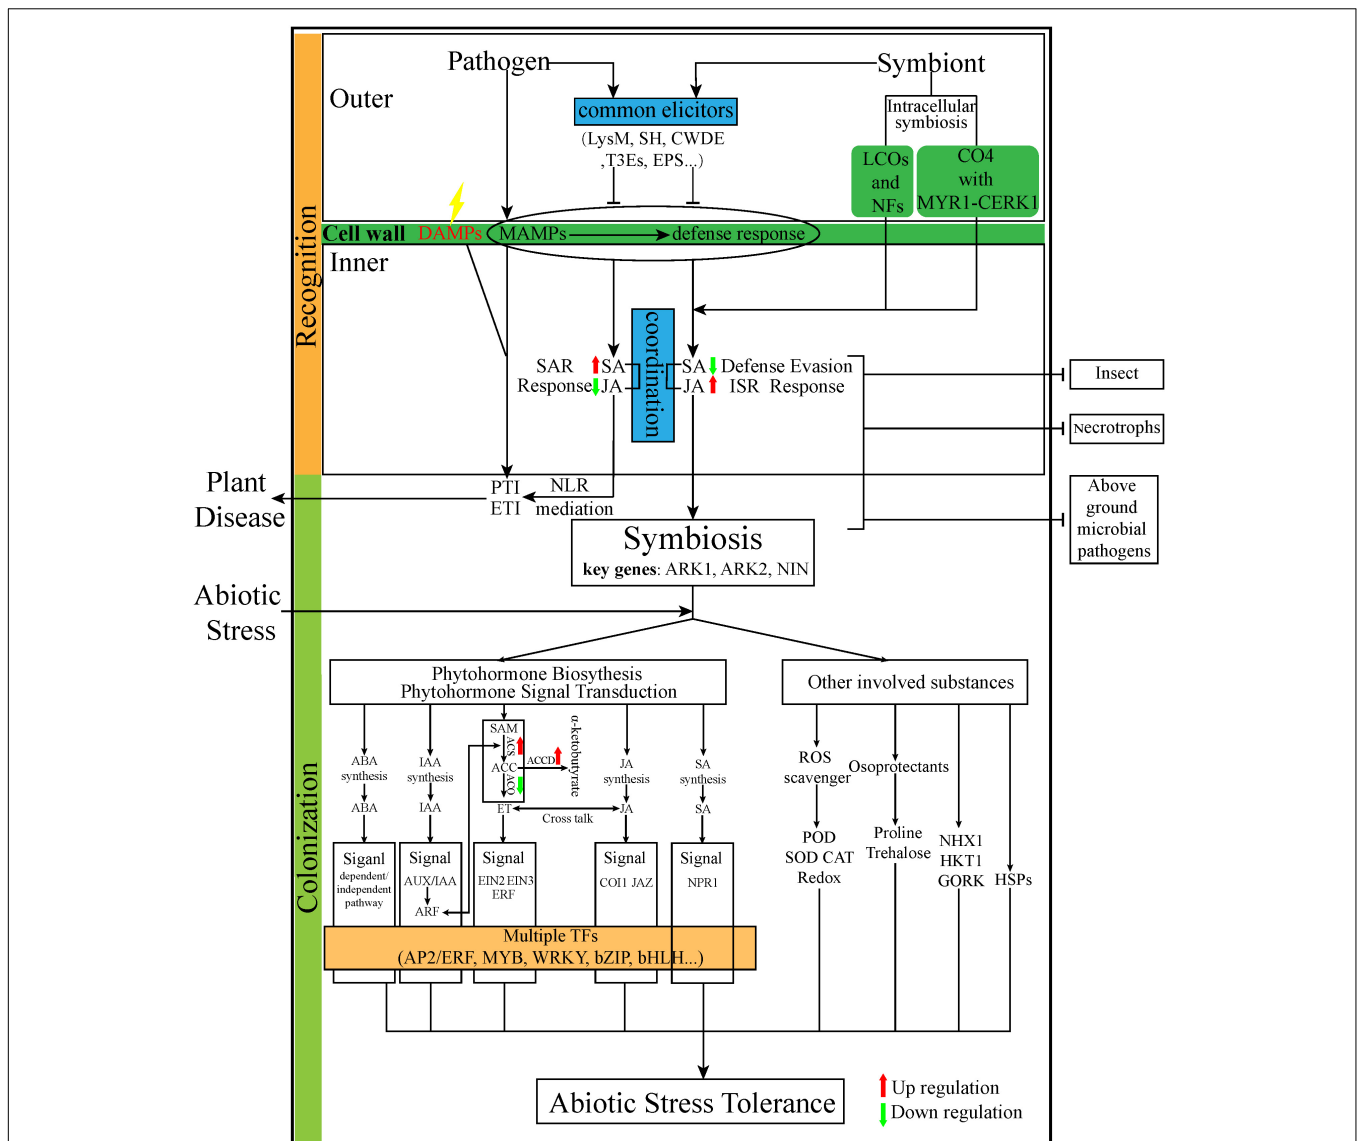 Pathogen
Symbiont
Outer
common elicitors
(LysM, SH, CWDE
,T3Es, EPS...)
Intracellular
symbiosis
LCOs
and
NFs
CO4
with
MYR1-CERK1
Recognition
Cell wall
DAMPs
MAMPs
defense response
Inner
coordination
SAR
Response
SA
JA
SA
JA
Defense Evasion
ISR Response
Insect
Necrotrophs
Above
ground
microbial
pathogens
Plant
Disease
PTI
ETI
NLR
mediation
Symbiosis
key genes: ARK1, ARK2, NIN
Abiotic
Stress
Colonization
Phytohormone Biosythesis
Phytohormone Signal Transduction
Other involved substances
ABA
synthesis
ABA
IAA
synthesis
IAA
SAM
ACS
ACC
ACO
ET
ACCD
α-ketobutyrate
Cross talk
JA
synthesis
JA
SA
synthesis
SA
ROS
scavenger
Osoprotectants
POD
SOD CAT
Redox
Proline
Trehalose
NHX1
HKT1
GORK
HSPs
Siganl
dependent/
independent
pathway
Signal
AUX/IAA
ARF
Signal
EIN2 EIN3
ERF
Signal
COI1 JAZ
Signal
NPR1
Multiple TFs
(AP2/ERF, MYB, WRKY, bZIP, bHLH...)
Abiotic Stress Tolerance
Up regulation
Down regulation